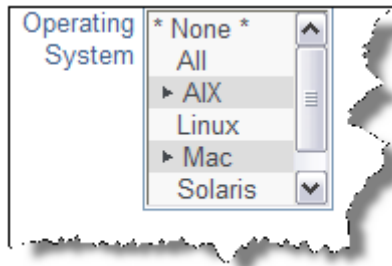 Operating System
* None *
All
▸ AIX
Linux
▸ Mac
Solaris